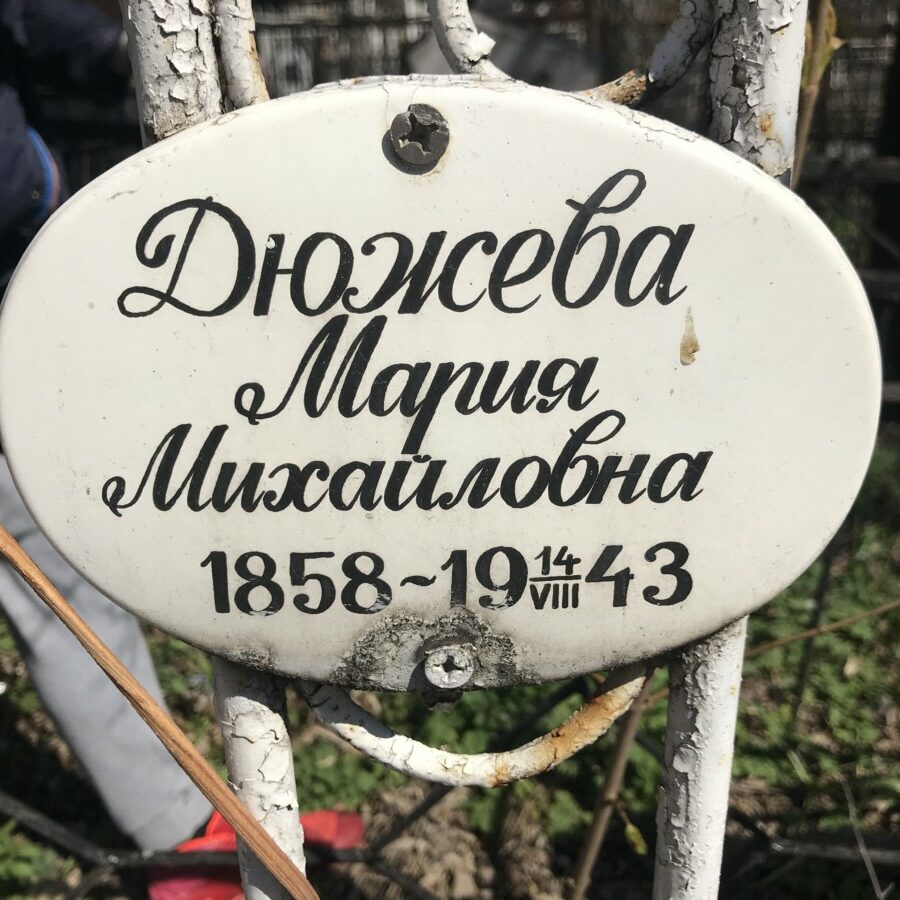 Дюжева
Мария
Михайловна
1858~19 14/VIII 43